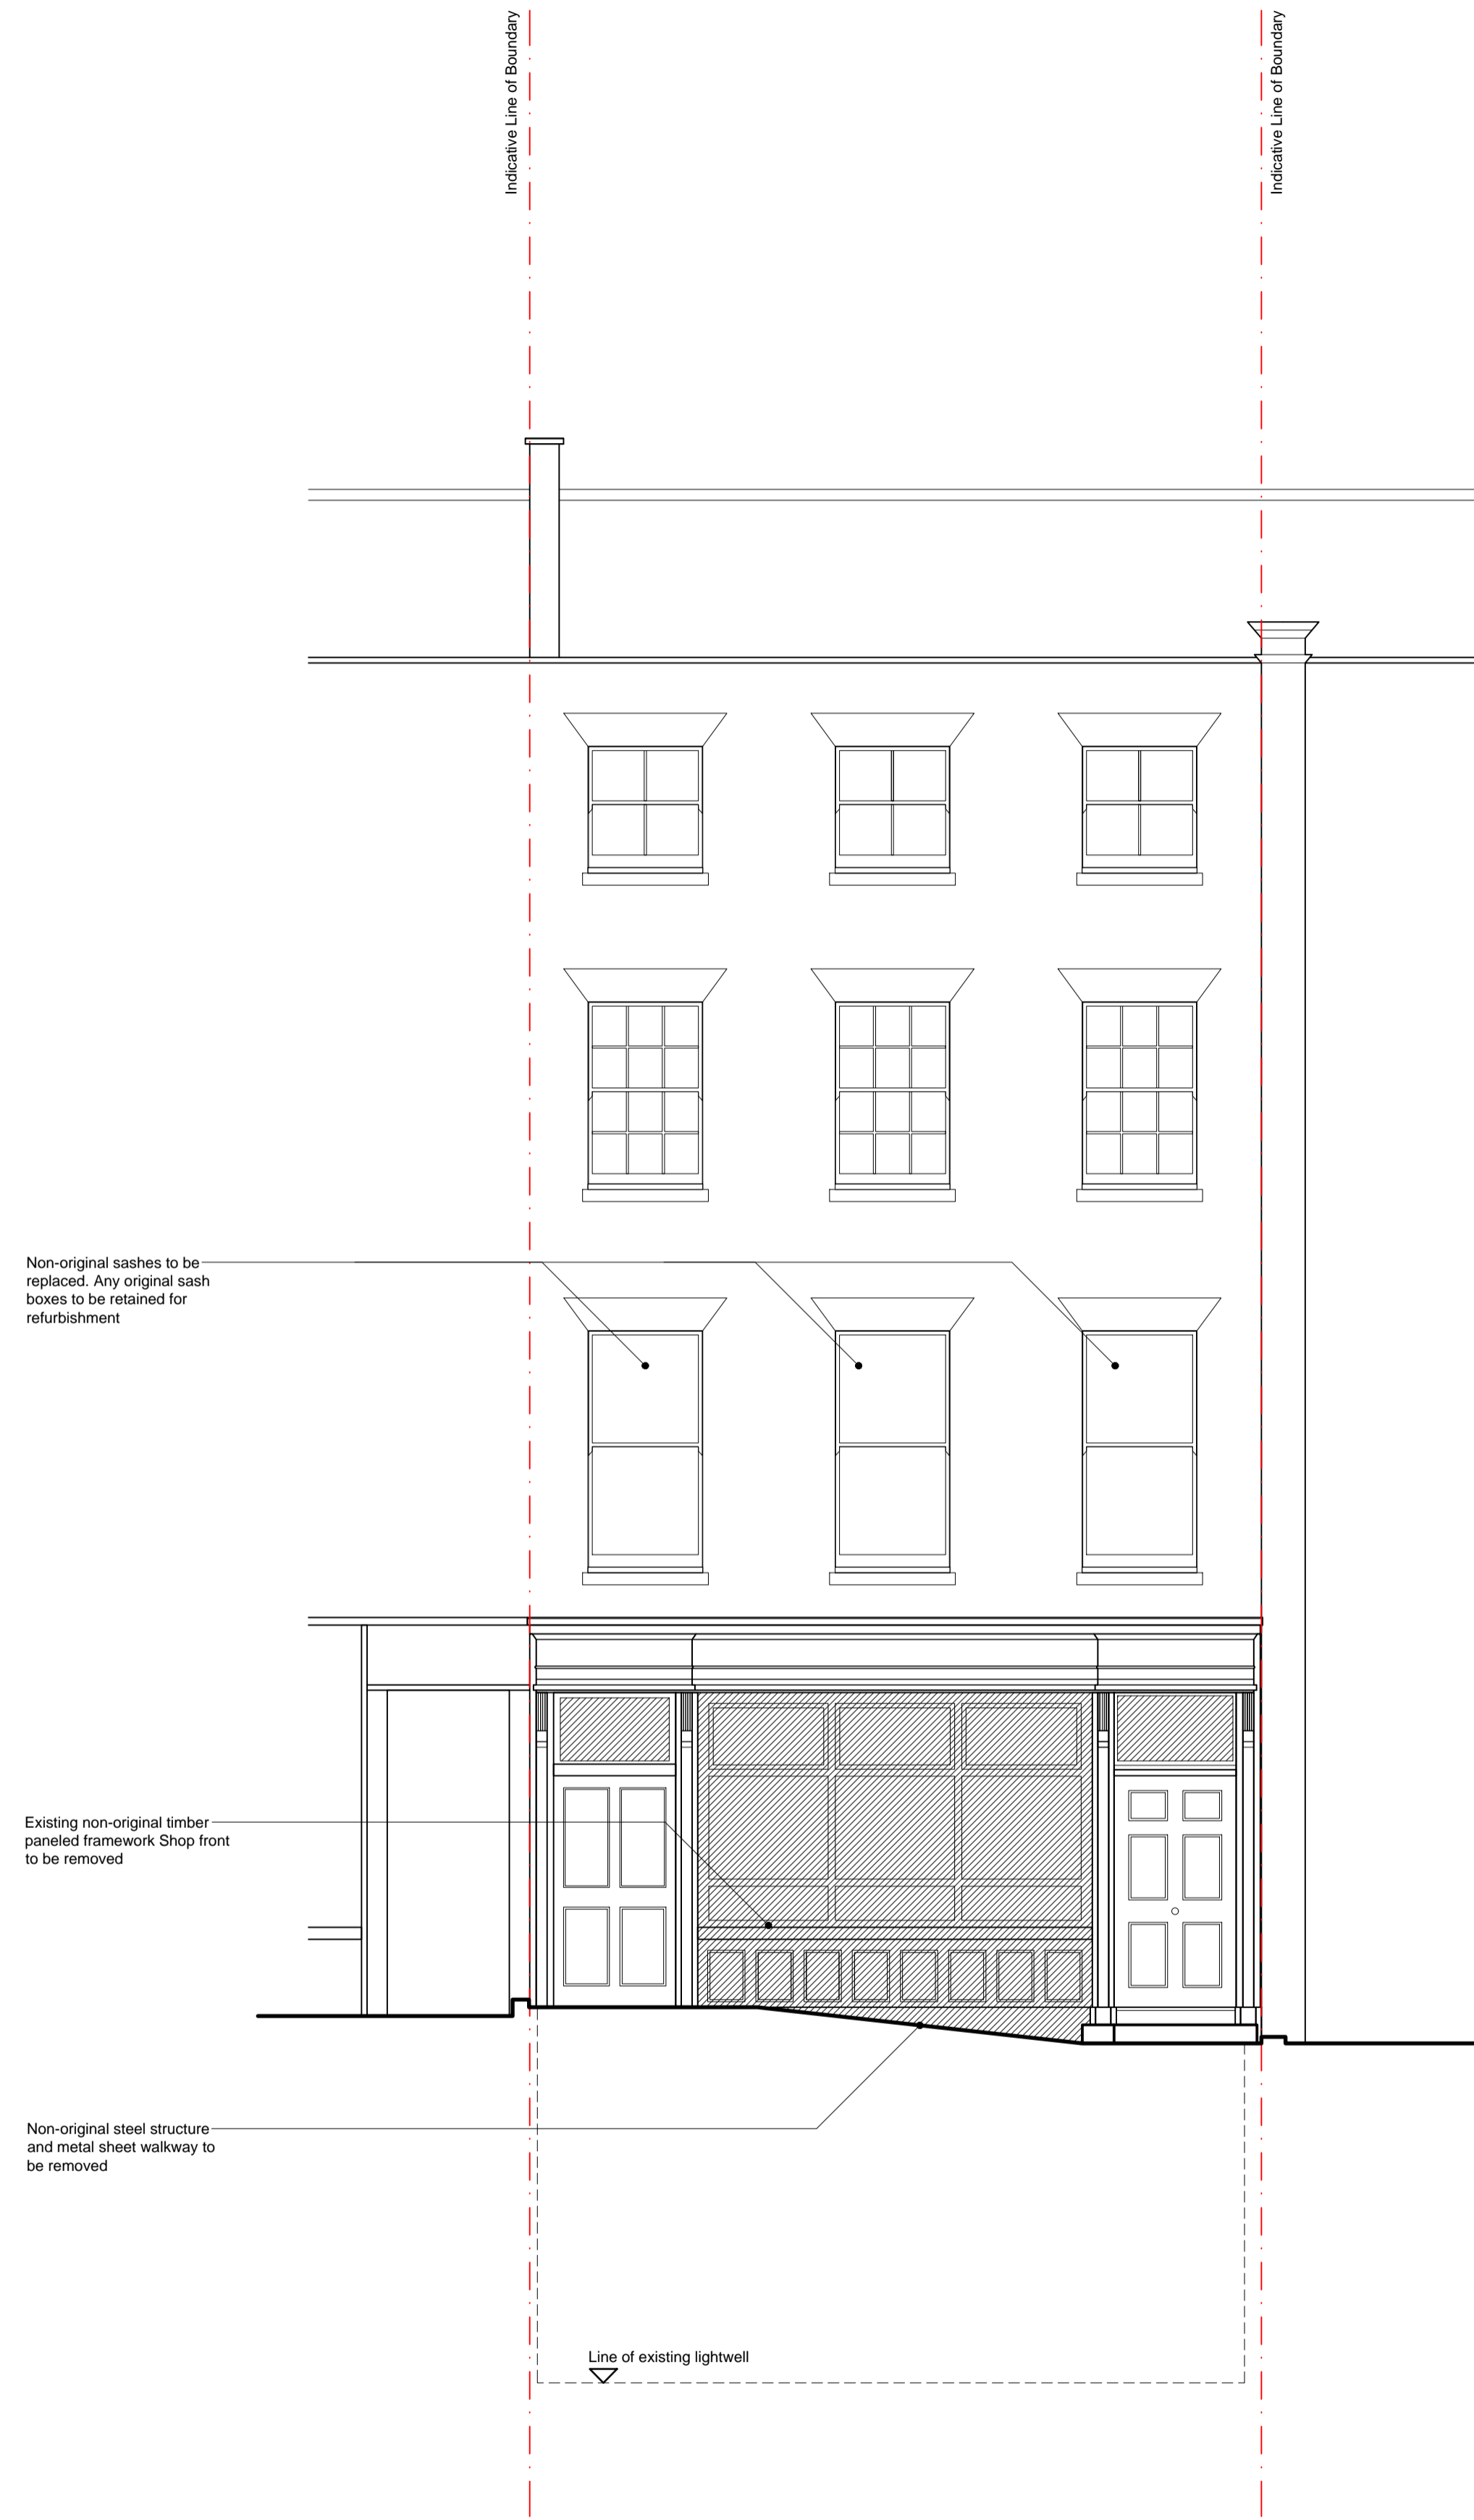 Indicative Line of Boundary
Indicative Line of Boundary
Non-original sashes to be
replaced. Any original sash
boxes to be retained for
refurbishment
Existing non-original timber
paneled framework Shop front
to be removed
Non-original steel structure
and metal sheet walkway to
be removed
Line of existing lightwell